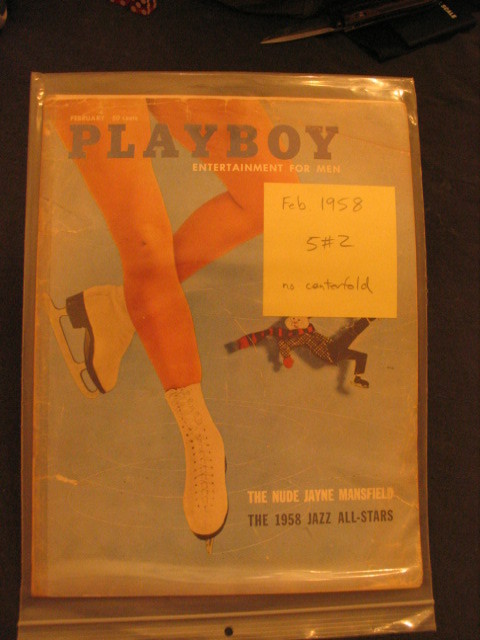 FEBRUARY 50 cents
PLAYBOY
ENTERTAINMENT FOR MEN
Feb. 1958
5#2
no centerfold
THE NUDE JAYNE MANSFIELD
THE 1958 JAZZ ALL-STARS